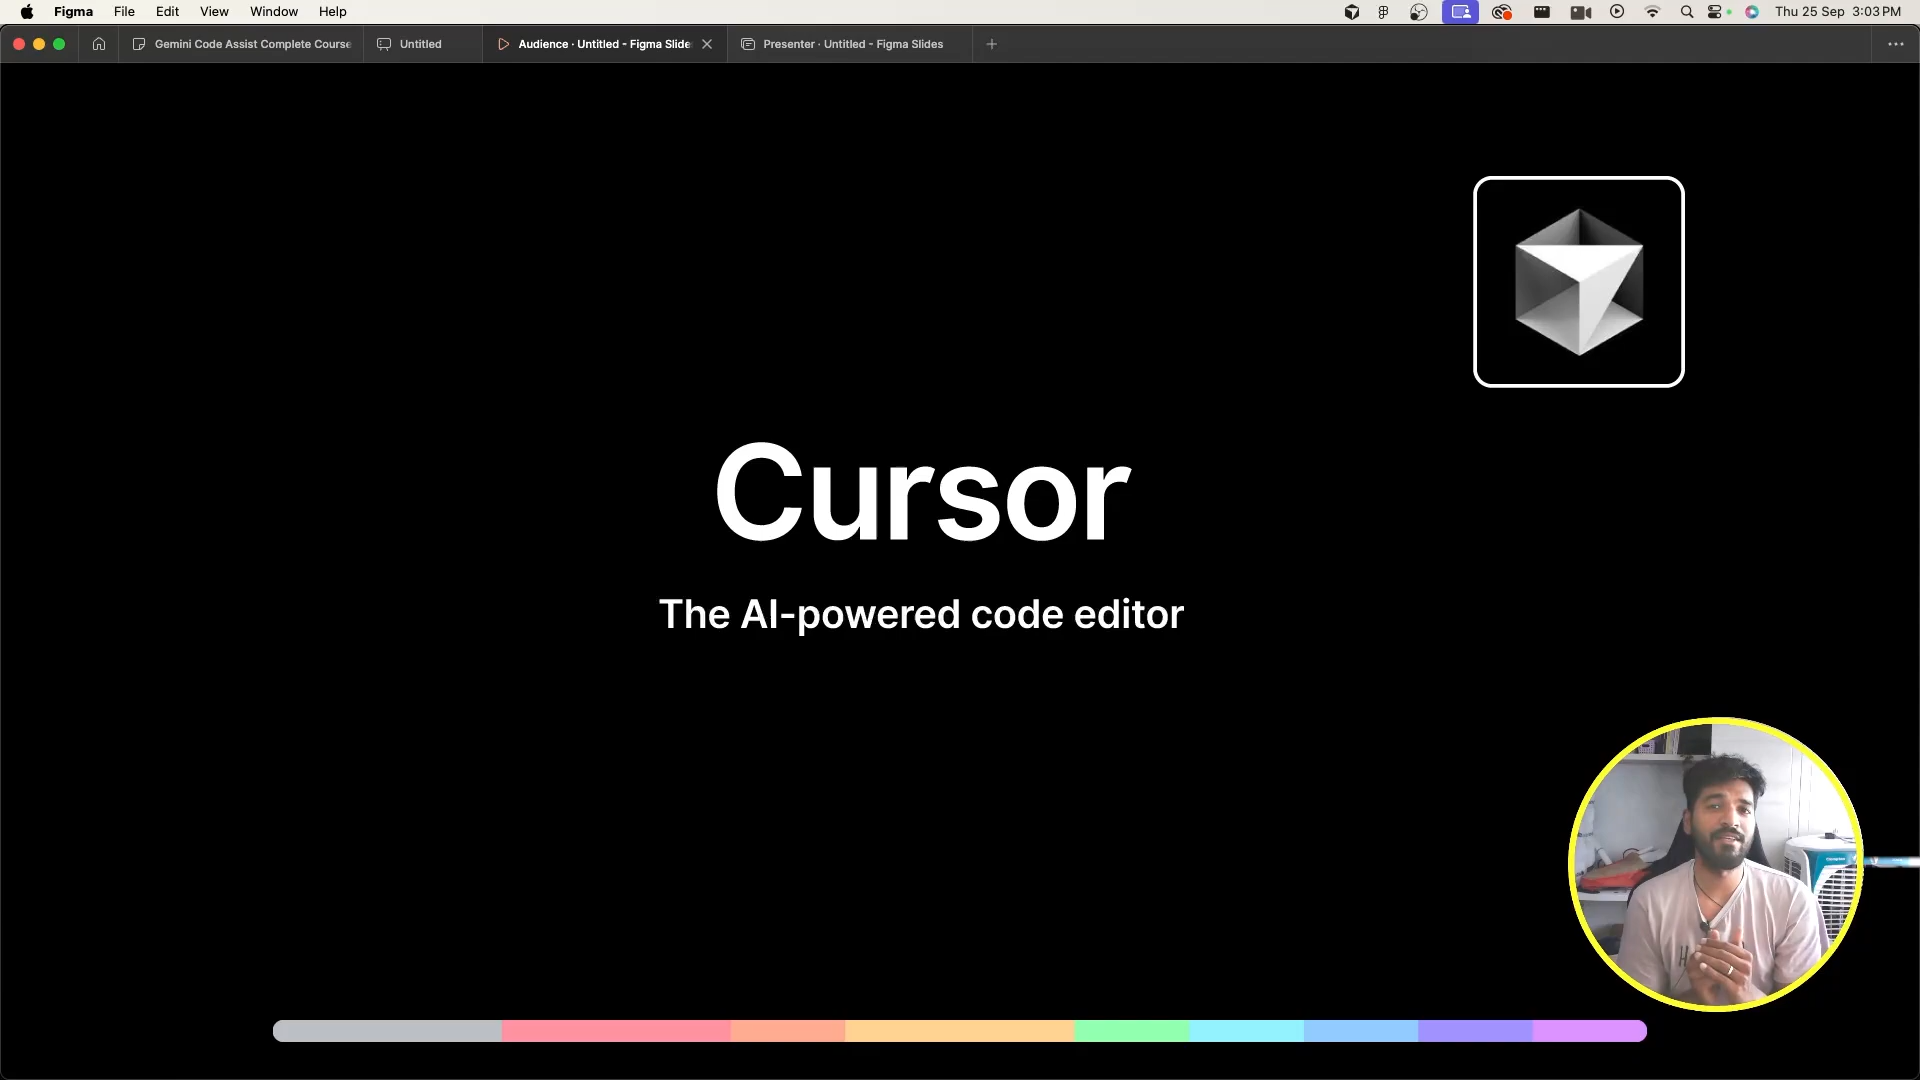 Figma File Edit View Window Help Thu 25 Sep 3:03 PM
Gemini Code Assist Complete Course Untitled Audience · Untitled - Figma Slide Presenter · Untitled - Figma Slides
Cursor
The AI-powered code editor